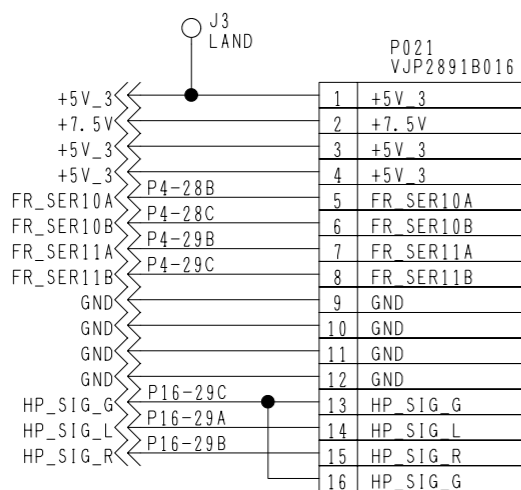 J3
LAND
P021
VJP2891B016
+5V_3 1 +5V_3
+7.5V 2 +7.5V
+5V_3 3 +5V_3
+5V_3 4 +5V_3
FR_SER10A P4-28B 5 FR_SER10A
FR_SER10B P4-28C 6 FR_SER10B
FR_SER11A P4-29B 7 FR_SER11A
FR_SER11B P4-29C 8 FR_SER11B
GND 9 GND
GND 10 GND
GND 11 GND
GND 12 GND
HP_SIG_G P16-29C 13 HP_SIG_G
HP_SIG_L P16-29A 14 HP_SIG_L
HP_SIG_R P16-29B 15 HP_SIG_R
16 HP_SIG_G